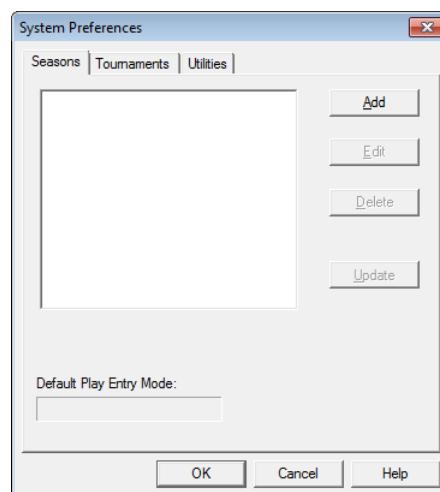 System Preferences
Seasons Tournaments Utilities
Add
Edit
Delete
Update
Default Play Entry Mode:
OK Cancel Help